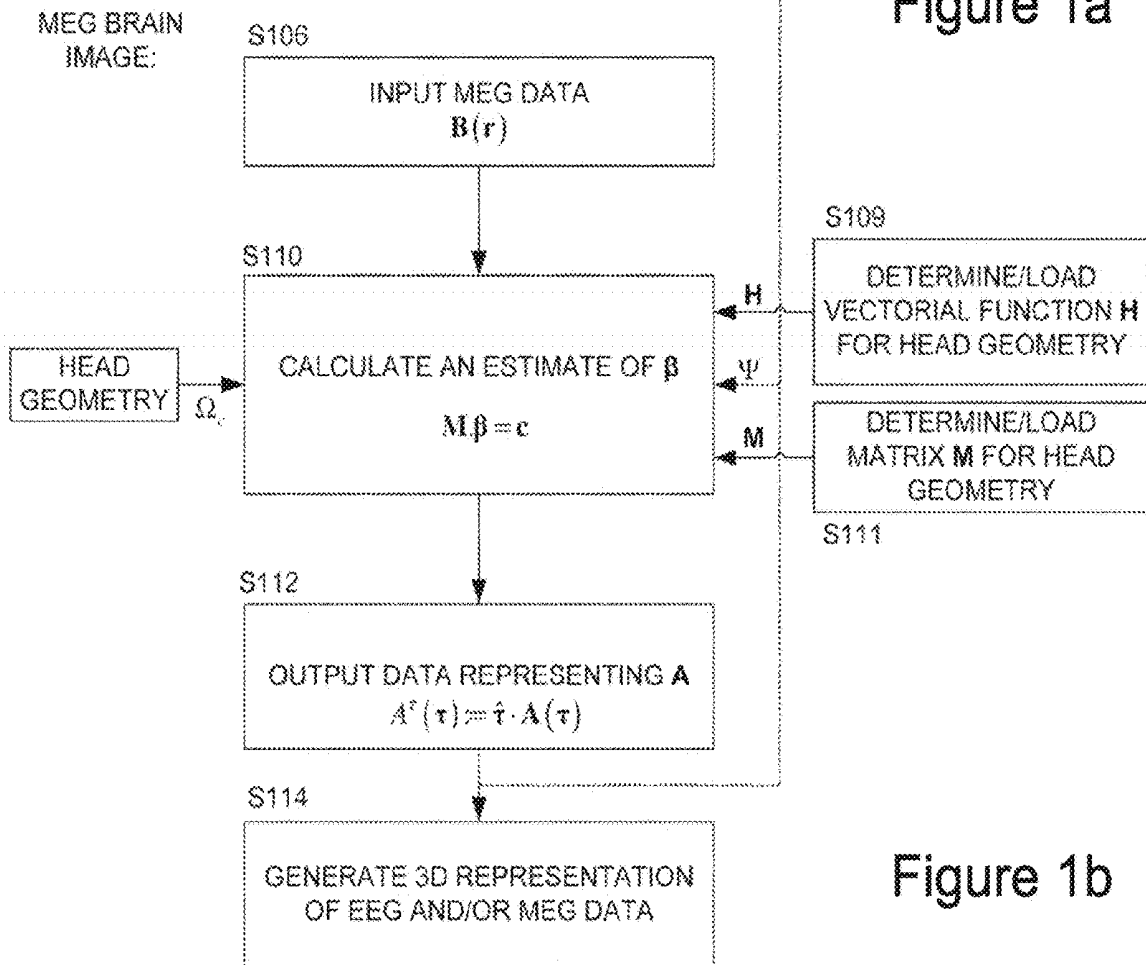 Figure 1a
MEG BRAIN
IMAGE:
S106
INPUT MEG DATA
B(r)
S109
DETERMINE/LOAD
VECTORIAL FUNCTION H
FOR HEAD GEOMETRY
S110
H
HEAD
GEOMETRY
Ω_c
CALCULATE AN ESTIMATE OF β
Ψ
M.β = c
M
DETERMINE/LOAD
MATRIX M FOR HEAD
GEOMETRY
S111
S112
OUTPUT DATA REPRESENTING A
A^τ(τ) := τ̂ · A(τ)
S114
GENERATE 3D REPRESENTATION
OF EEG AND/OR MEG DATA
Figure 1b